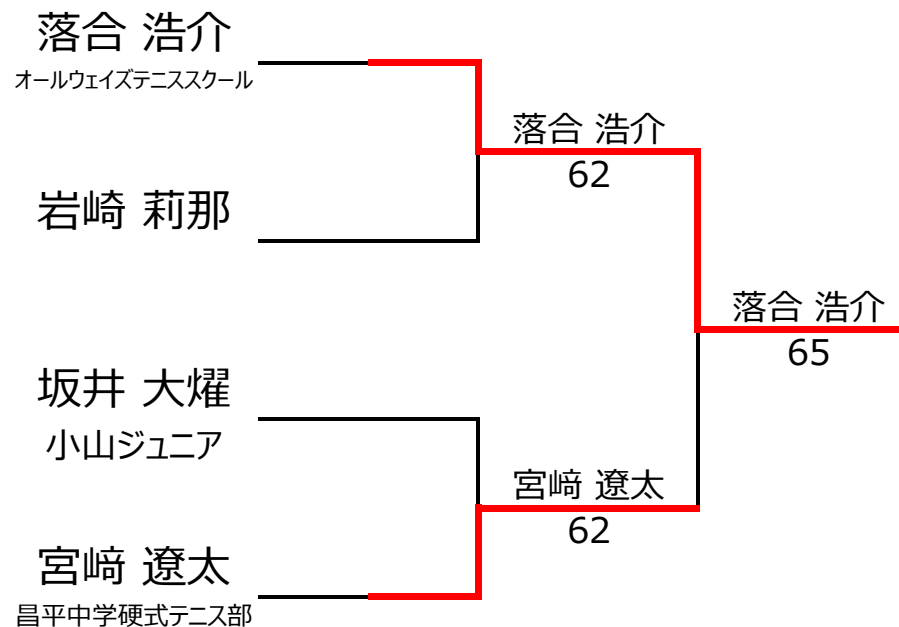 落合 浩介
オールウェイズテニススクール
落合 浩介
62
岩崎 莉那
落合 浩介
65
坂井 大燿
小山ジュニア
宮﨑 遼太
62
宮﨑 遼太
昌平中学硬式テニス部